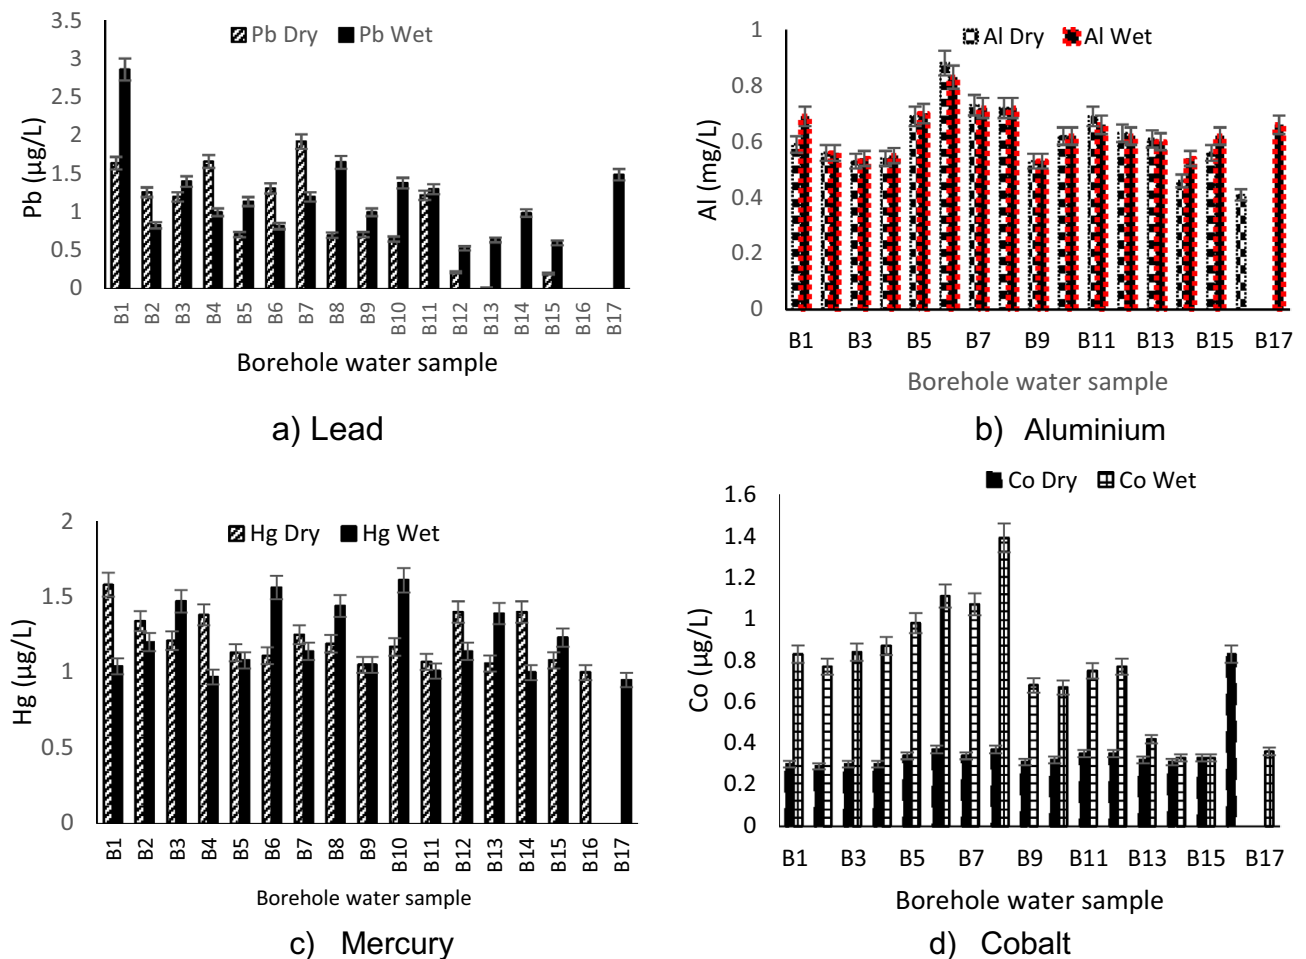 3.5
Pb Dry Pb Wet
3
2.5
2
1.5
1
0.5
0
Pb (µg/L)
B1 B2 B3 B4 B5 B6 B7 B8 B9 B10 B11 B12 B13 B14 B15 B16 B17
Borehole water sample
a) Lead
1
Al Dry Al Wet
0.8
0.6
0.4
0.2
0
Al (mg/L)
B1 B3 B5 B7 B9 B11 B13 B15 B17
Borehole water sample
b) Aluminium
2
Hg Dry Hg Wet
1.5
1
0.5
0
Hg (µg/L)
B1 B2 B3 B4 B5 B6 B7 B8 B9 B10 B11 B12 B13 B14 B15 B16 B17
Borehole water sample
c) Mercury
Co Dry Co Wet
1.6
1.4
1.2
1
0.8
0.6
0.4
0.2
0
Co (µg/L)
B1 B3 B5 B7 B9 B11 B13 B15 B17
Borehole water sample
d) Cobalt